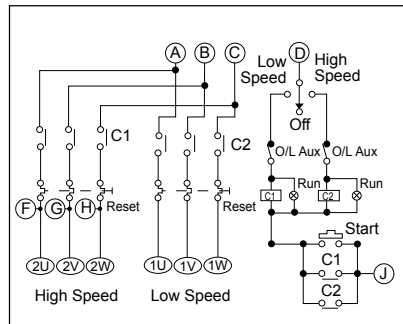 A
B
C
D
Low Speed
High Speed
Off
C1
C2
O/L Aux
O/L Aux
Run
Run
C1
C2
F
G
H
Reset
Reset
Start
C1
C2
J
2U
2V
2W
1U
1V
1W
High Speed
Low Speed